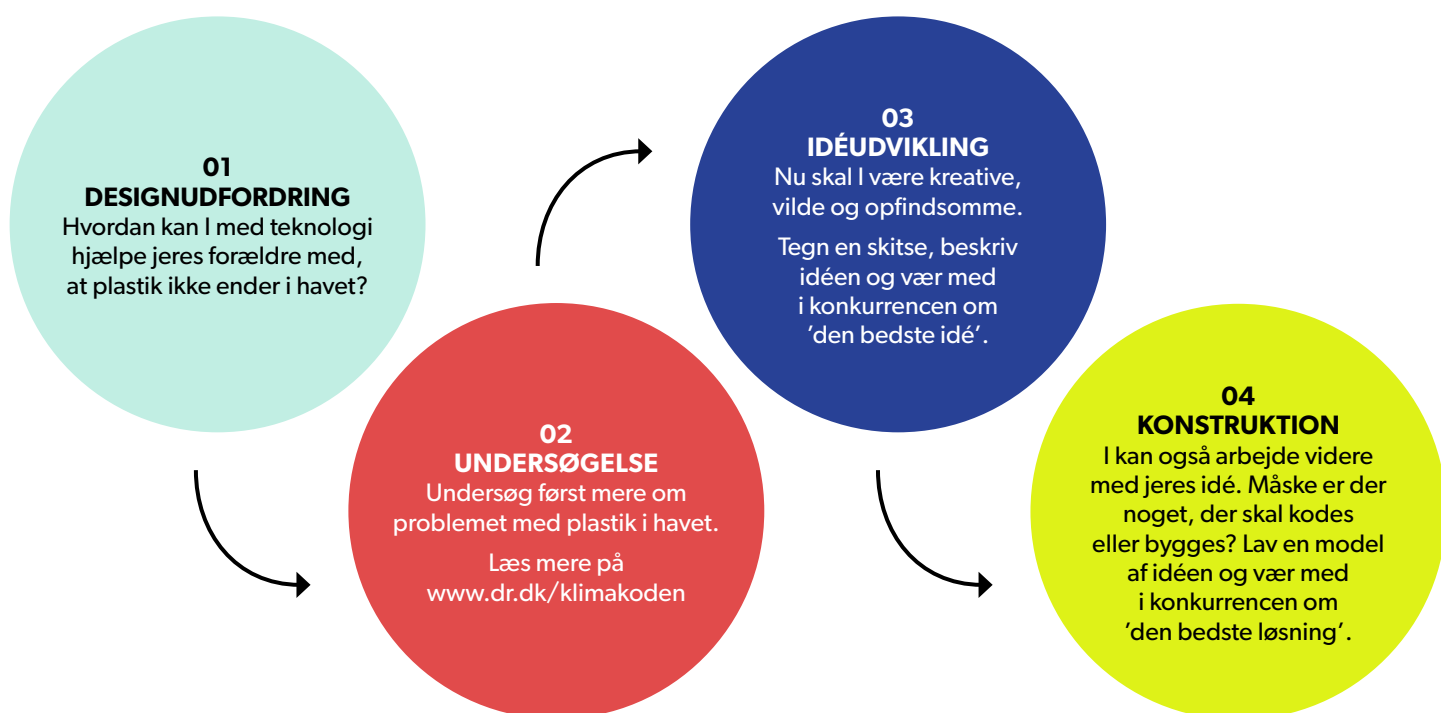 01
DESIGNUDFORDRING
Hvordan kan I med teknologi
hjælpe jeres forældre med,
at plastik ikke ender i havet?
02
UNDERSØGELSE
Undersøg først mere om
problemet med plastik i havet.
Læs mere på
www.dr.dk/klimakoden
03
IDÉUDVIKLING
Nu skal I være kreative,
vilde og opfindsomme.
Tegn en skitse, beskriv
idéen og vær med
i konkurrencen om
’den bedste idé’.
04
KONSTRUKTION
I kan også arbejde videre
med jeres idé. Måske er der
noget, der skal kodes
eller bygges? Lav en model
af idéen og vær med
i konkurrencen om
’den bedste løsning’.